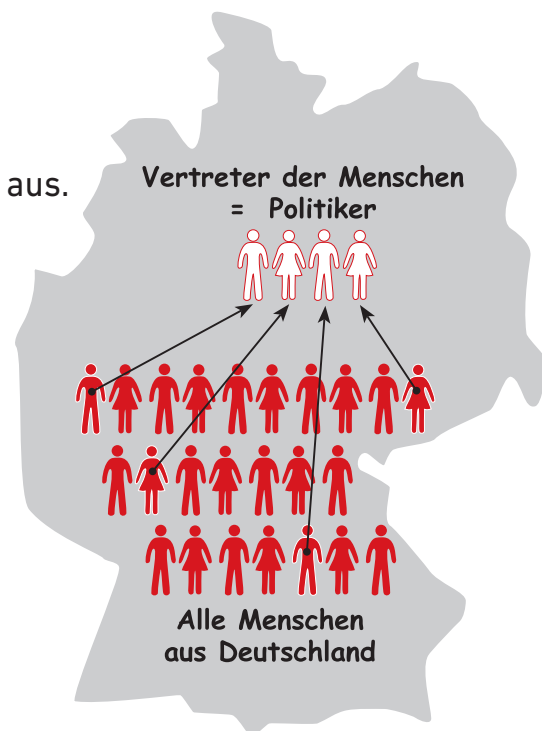 aus.
Vertreter der Menschen
= Politiker
Alle Menschen
aus Deutschland